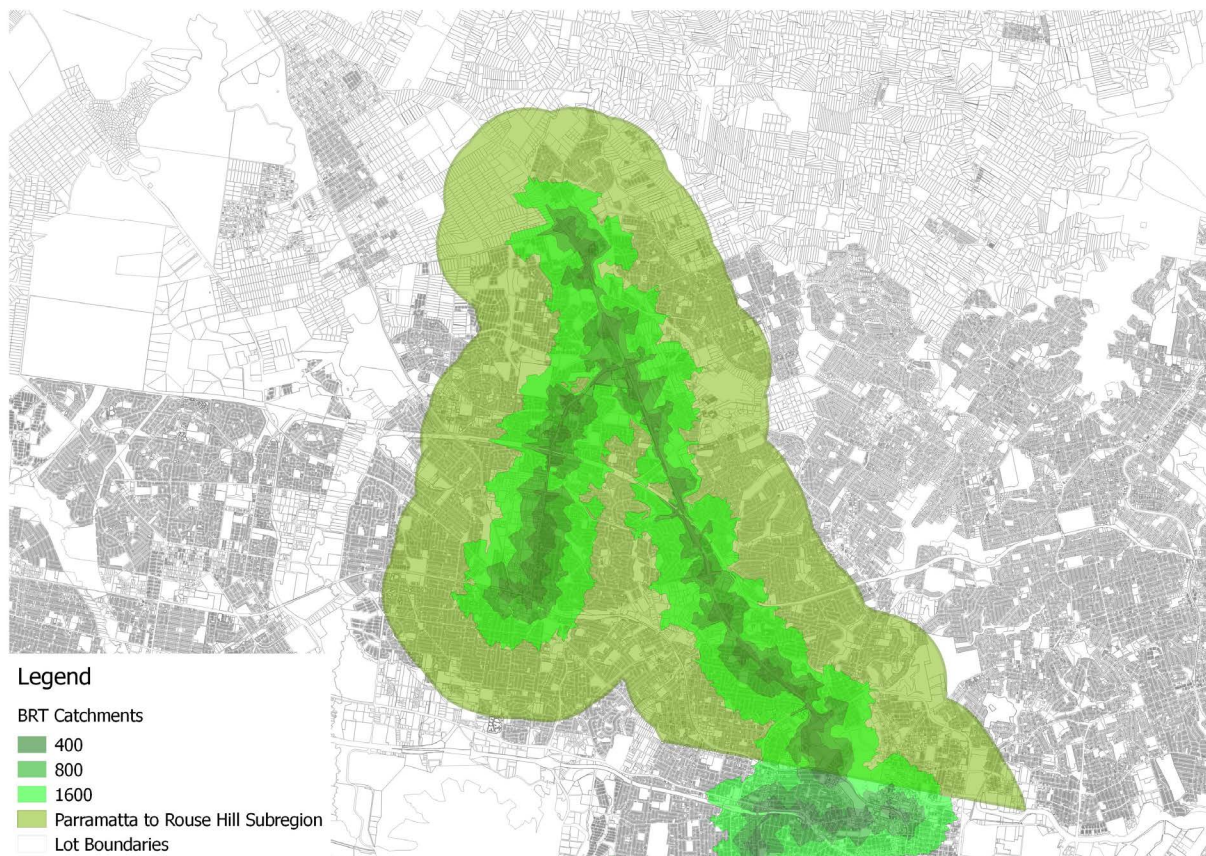 Legend
BRT Catchments
400
800
1600
Parramatta to Rouse Hill Subregion
Lot Boundaries